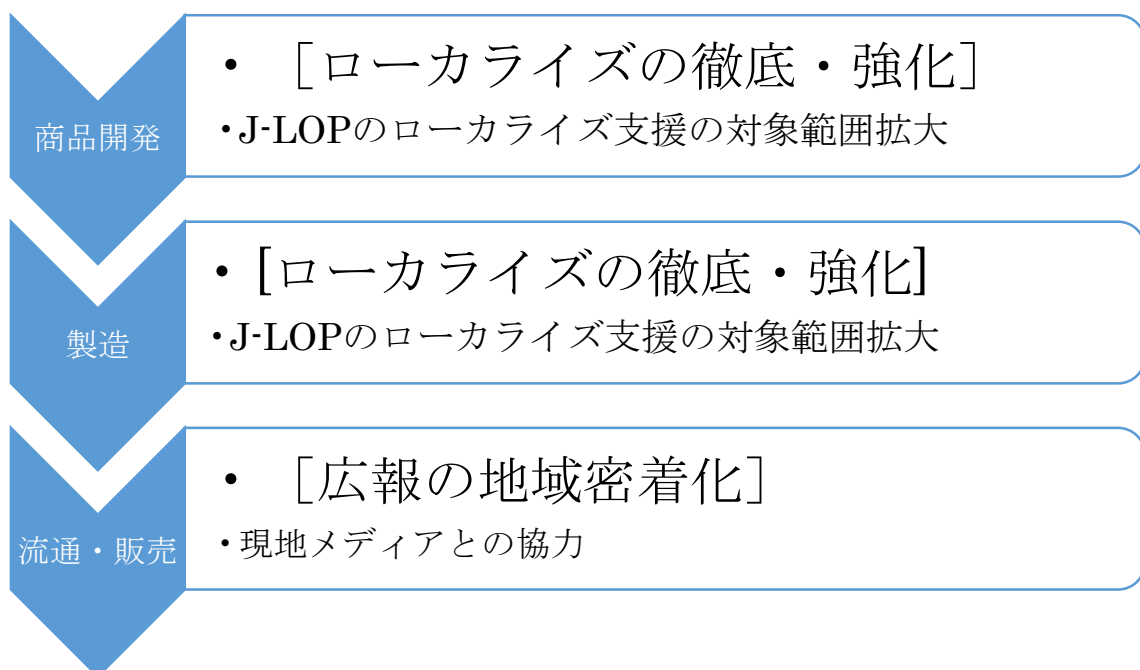 商品開発
・［ローカライズの徹底・強化］
・J-LOPのローカライズ支援の対象範囲拡大
製造
・[ローカライズの徹底・強化]
・J-LOPのローカライズ支援の対象範囲拡大
流通・販売
・［広報の地域密着化］
・現地メディアとの協力